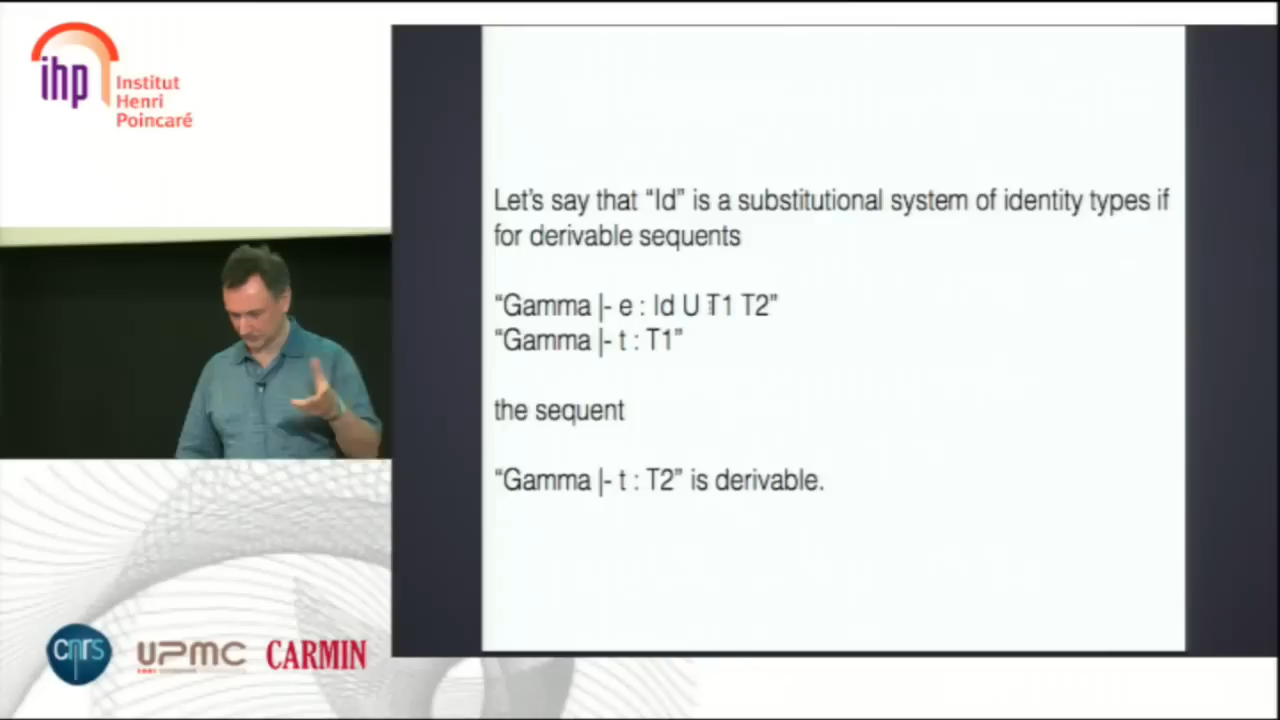 ihp
Institut
Henri
Poincaré
Let's say that “Id” is a substitutional system of identity types if
for derivable sequents
“Gamma |- e : Id U T1 T2”
“Gamma |- t : T1”
the sequent
“Gamma |- t : T2” is derivable.
cnrs
UPMC
CARMIN